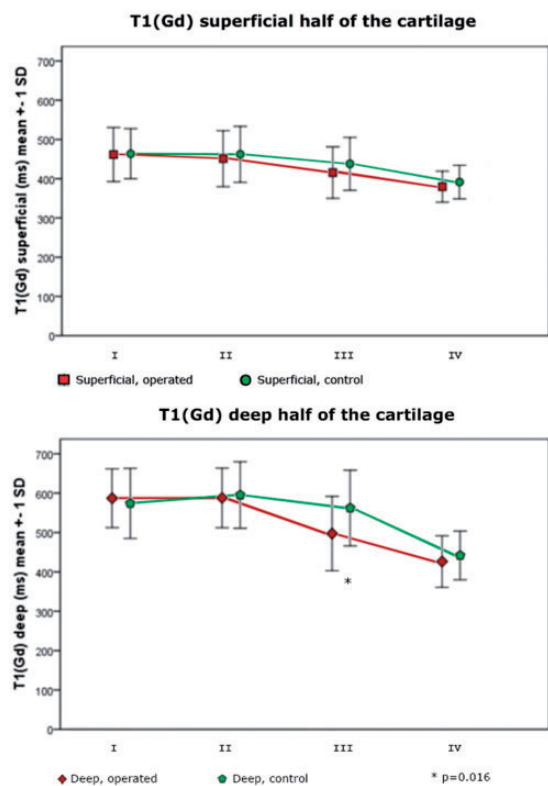 T1(Gd) superficial half of the cartilage
T1(Gd) superficial (ms) mean +- 1 SD
700
600
500
400
300
200
100
0
I II III IV
Superficial, operated Superficial, control
T1(Gd) deep half of the cartilage
T1(Gd) deep (ms) mean +- 1 SD
700
600
500
400
300
200
100
0
*
I II III IV
Deep, operated Deep, control * p=0.016